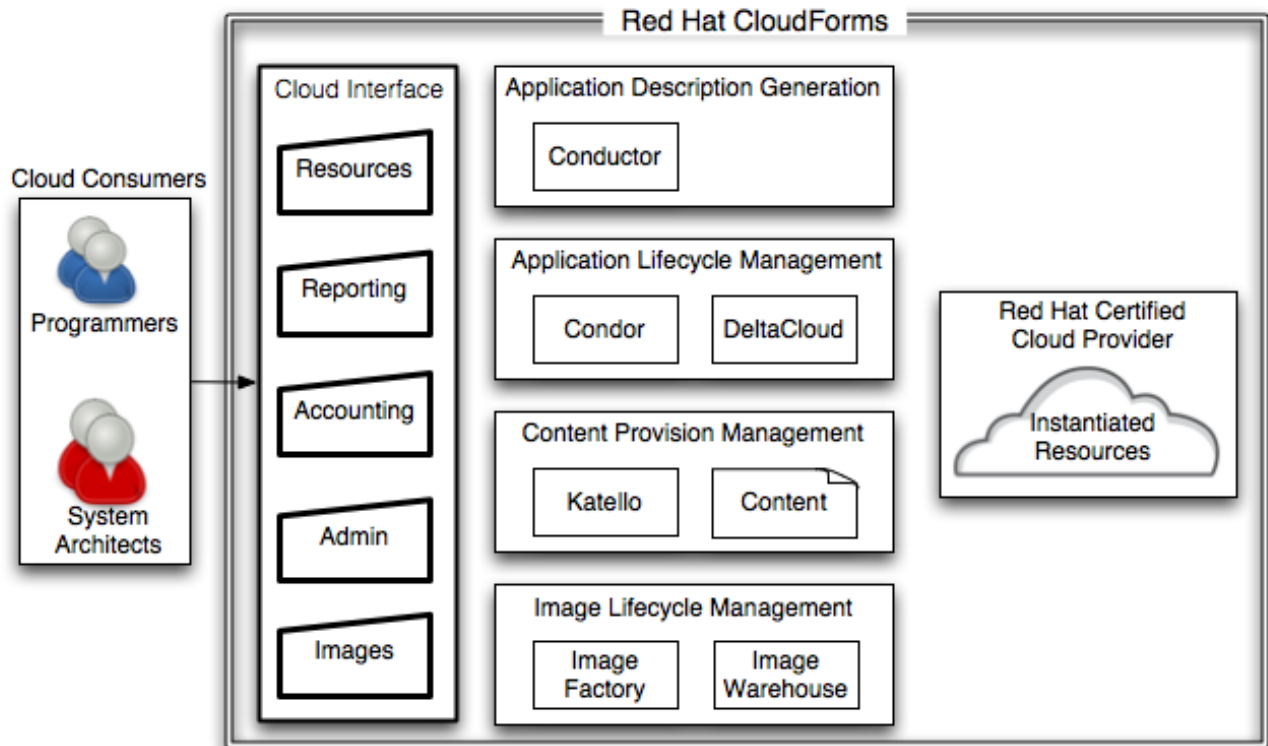 Red Hat CloudForms
Cloud Consumers
Programmers
System
Architects
Cloud Interface
Resources
Reporting
Accounting
Admin
Images
Application Description Generation
Conductor
Application Lifecycle Management
Condor
DeltaCloud
Content Provision Management
Katello
Content
Image Lifecycle Management
Image
Factory
Image
Warehouse
Red Hat Certified
Cloud Provider
Instantiated
Resources